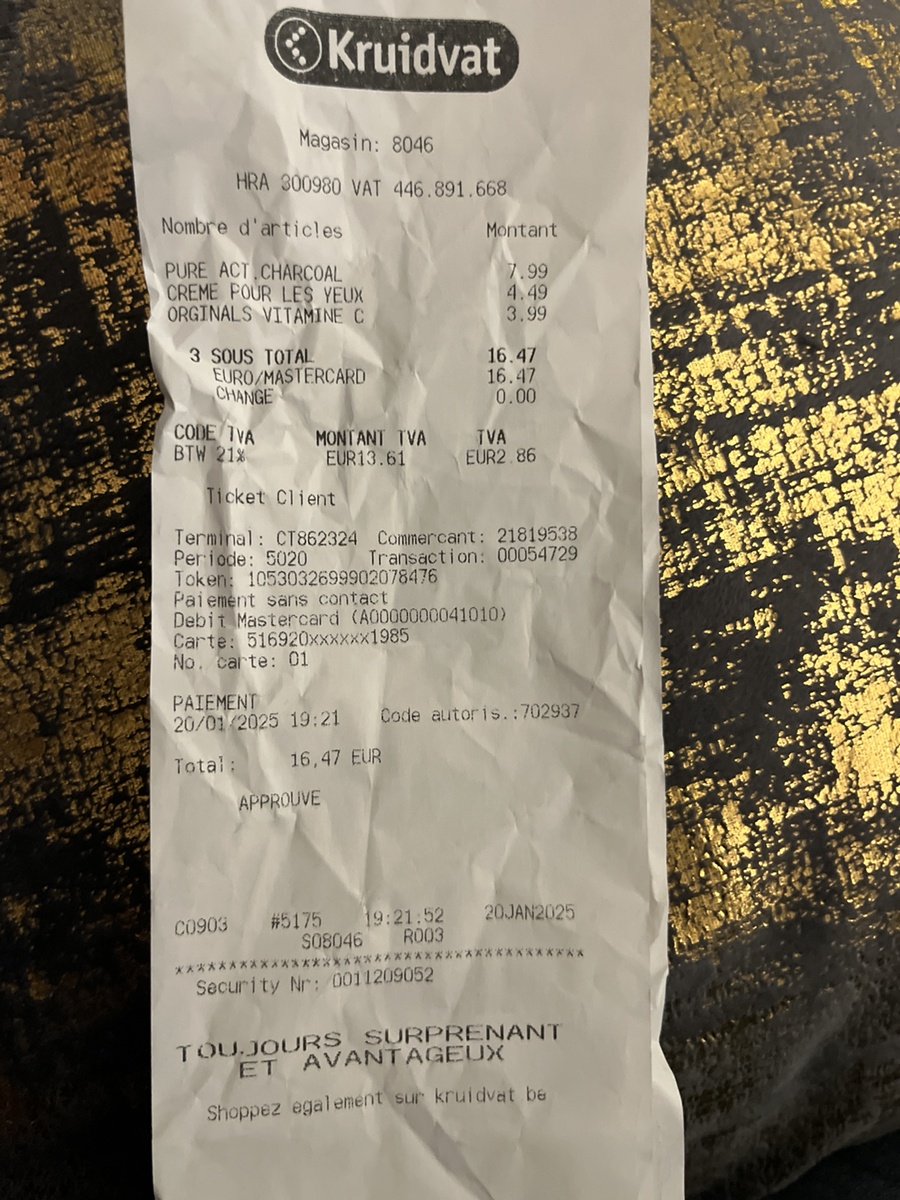 Kruidvat
Magasin: 8046
HRA 300980 VAT 446.891.668
Nombre d'articles Montant
PURE ACT.CHARCOAL 7.99
CREME POUR LES YEUX 4.49
ORGINALS VITAMINE C 3.99
3 SOUS TOTAL 16.47
EURO/MASTERCARD 16.47
CHANGE 0.00
CODE TVA MONTANT TVA TVA
BTW 21% EUR13.61 EUR2.86
Ticket Client
Terminal: CT862324 Commercant: 21819538
Periode: 5020 Transaction: 00054729
Token: 1053032699902078476
Paiement sans contact
Debit Mastercard (A0000000041010)
Carte: 516920xxxxxx1985
No. carte: 01
PAIEMENT
20/01/2025 19:21 Code autoris.:702937
Total: 16,47 EUR
APPROUVE
C0903 #5175 19:21:52 20JAN2025
S08046 R003
***************************************
Security Nr: 0011209052
TOUJOURS SURPRENANT
ET AVANTAGEUX
Shoppez egalement sur kruidvat be